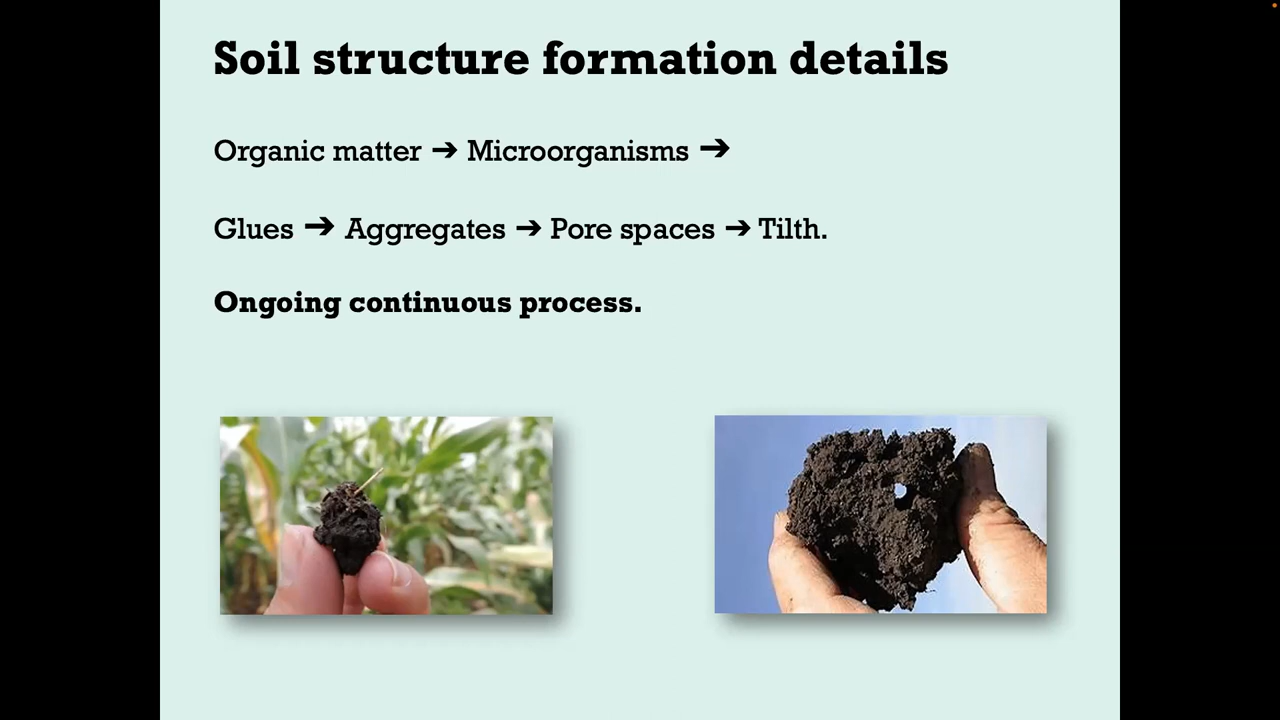 Soil structure formation details
Organic matter ➔ Microorganisms ➔
Glues ➔ Aggregates ➔ Pore spaces ➔ Tilth.
Ongoing continuous process.